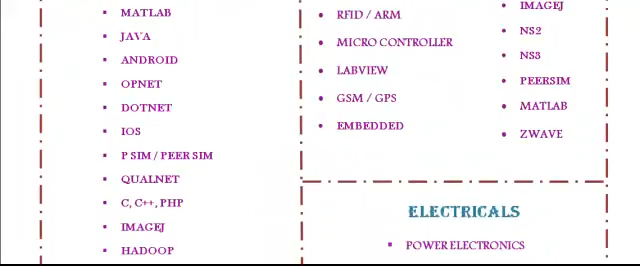 MATLAB
JAVA
ANDROID
OPNET
DOTNET
IOS
P SIM / PEER SIM
QUALNET
C, C++, PHP
IMAGEJ
HADOOP
RFID / ARM
MICRO CONTROLLER
LABVIEW
GSM / GPS
EMBEDDED
IMAGEJ
NS2
NS3
PEERSIM
MATLAB
ZWAVE
ELECTRICALS
POWER ELECTRONICS